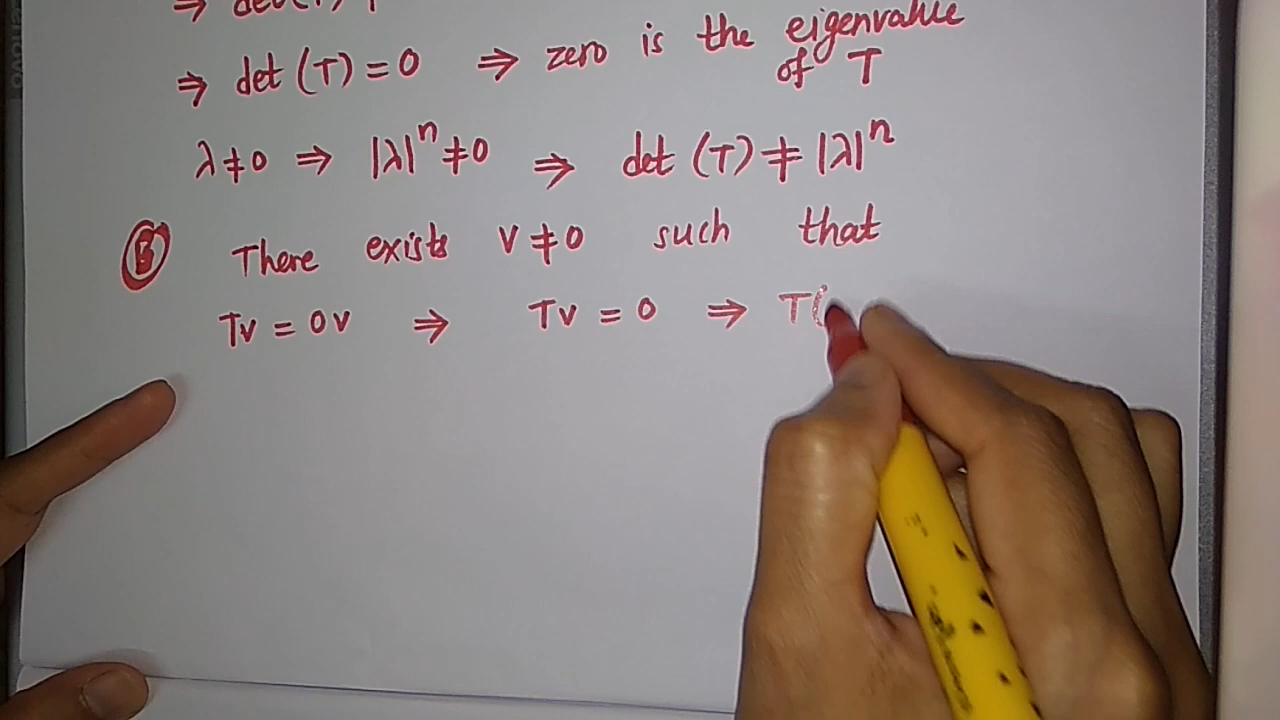 ⇒ det (T) = 0 ⇒ zero is the eigenvalue of T
λ ≠ 0 ⇒ |λ|ⁿ ≠ 0 ⇒ det (T) ≠ |λ|ⁿ
Ⓑ There exists v ≠ 0 such that
Tv = 0v ⇒ Tv = 0 ⇒ T(